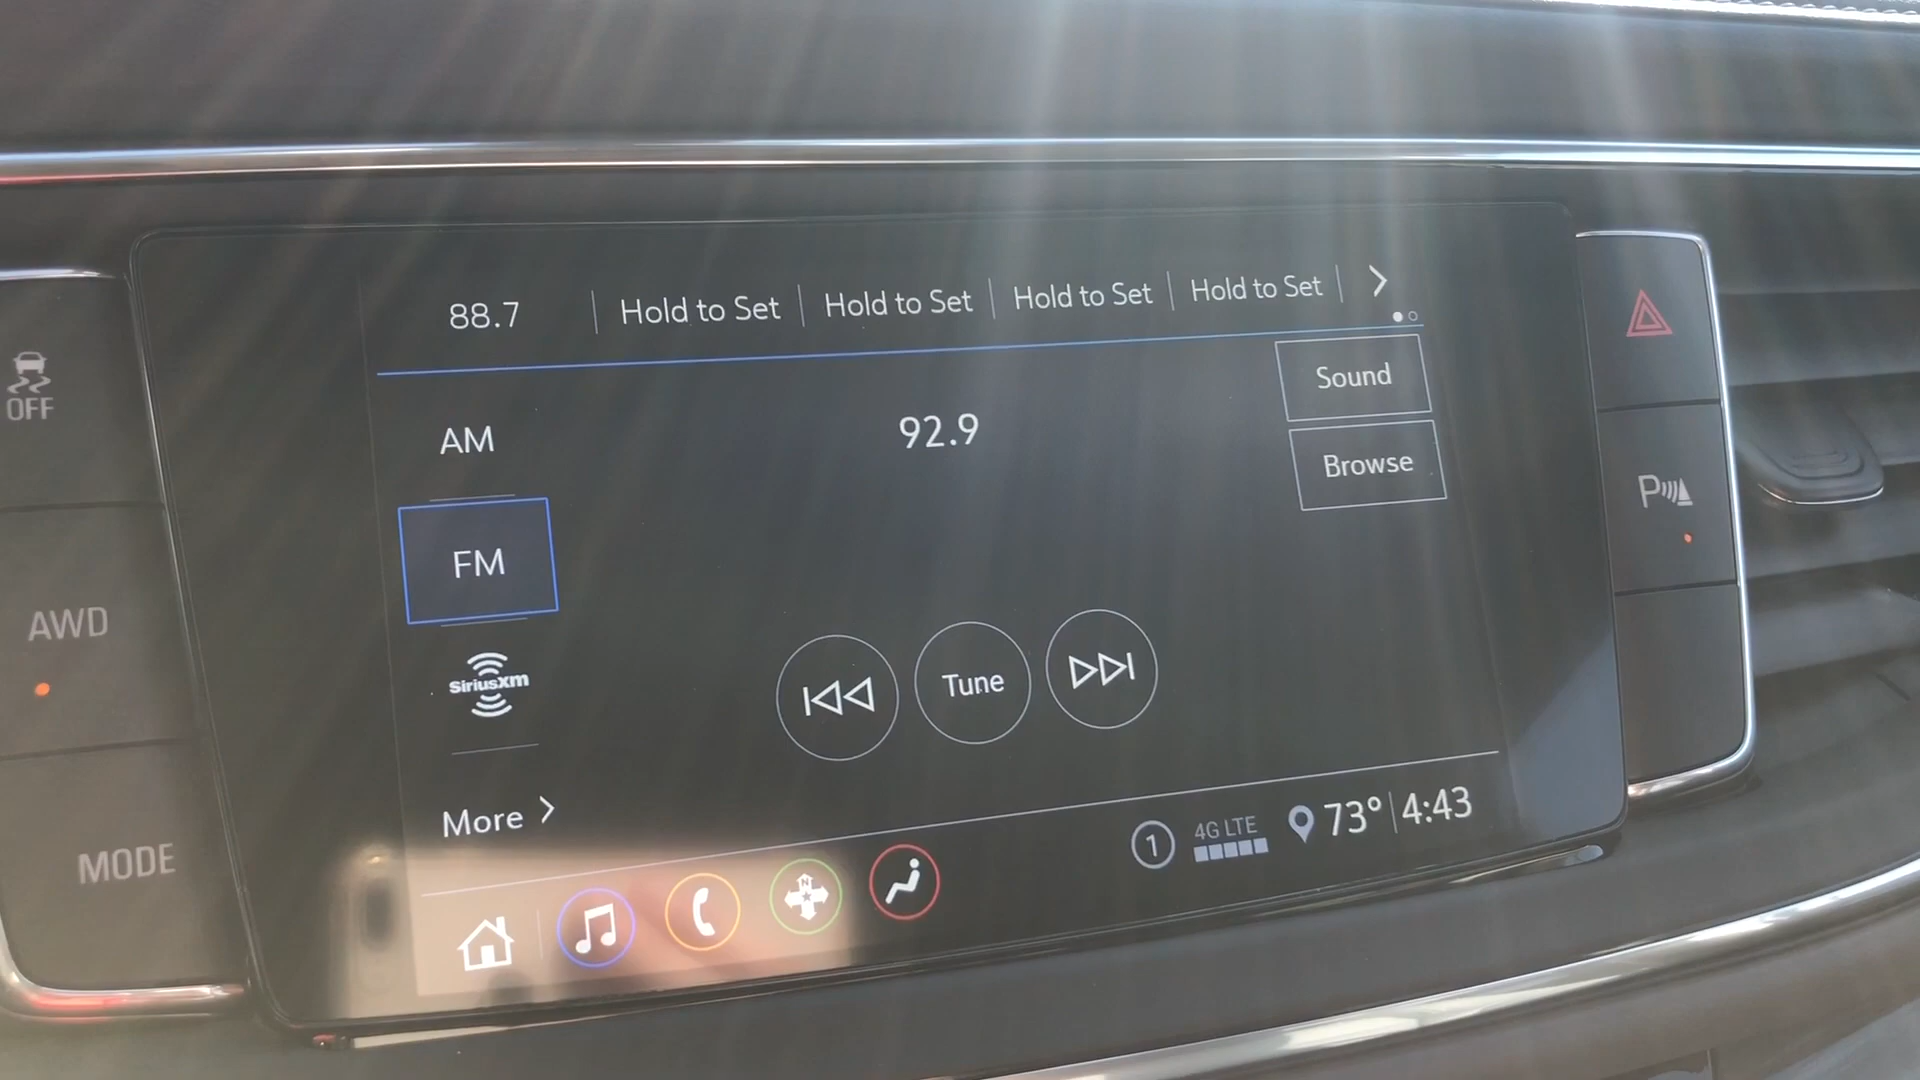 88.7 Hold to Set Hold to Set Hold to Set Hold to Set
Sound
AM
92.9
Browse
OFF
FM
P
AWD
SiriusXM
Tune
More
MODE
1 4G LTE 73° 4:43
N